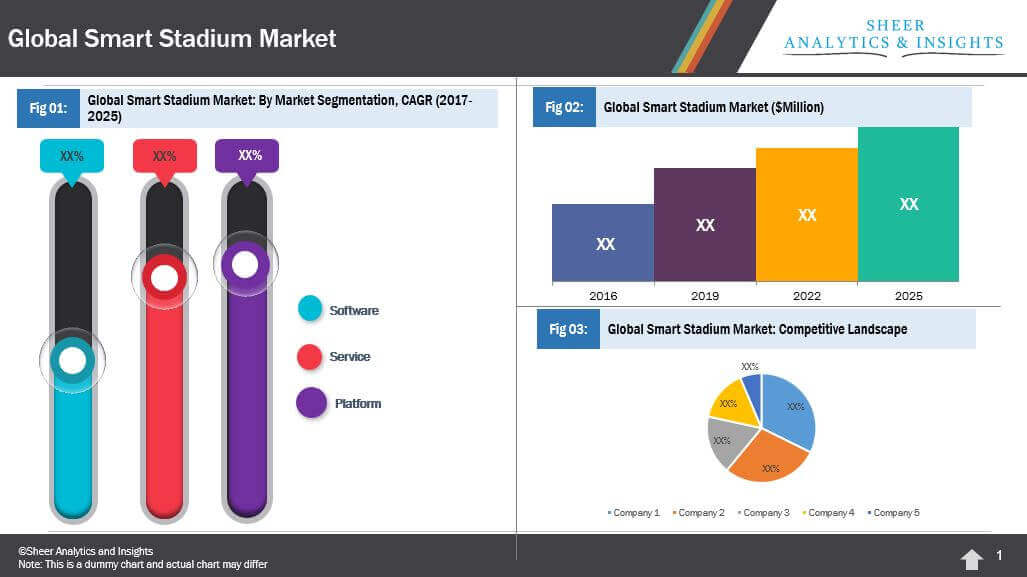 Global Smart Stadium Market
SHEER
ANALYTICS & INSIGHTS
Fig 01:
Global Smart Stadium Market: By Market Segmentation, CAGR (2017-
2025)
XX%
XX%
XX%
Software
Service
Platform
Fig 02:
Global Smart Stadium Market ($Million)
XX
XX
XX
XX
2016
2019
2022
2025
Fig 03:
Global Smart Stadium Market: Competitive Landscape
XX%
XX%
XX%
XX%
XX%
Company 1
Company 2
Company 3
Company 4
Company 5
©Sheer Analytics and Insights
Note: This is a dummy chart and actual chart may differ
1